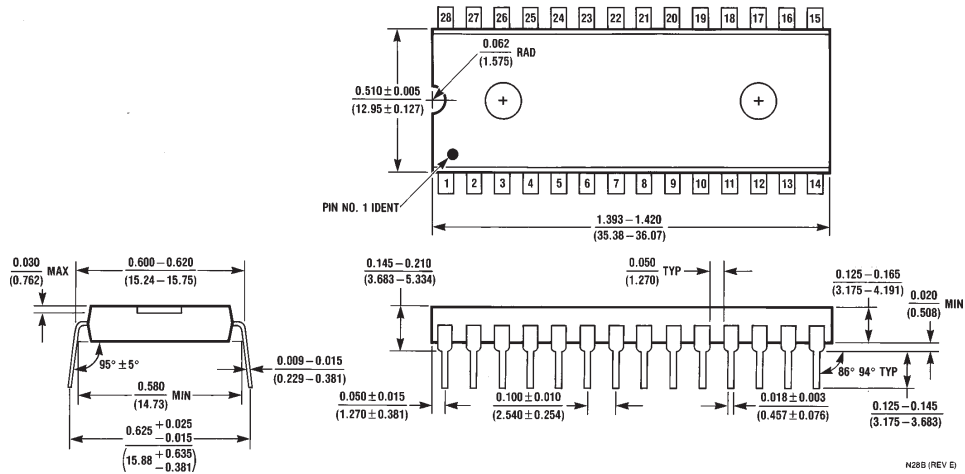 28 27 26 25 24 23 22 21 20 19 18 17 16 15
0.062
(1.575) RAD
0.510 ± 0.005
(12.95 ± 0.127)
1 2 3 4 5 6 7 8 9 10 11 12 13 14
PIN NO. 1 IDENT
1.393 – 1.420
(35.38 – 36.07)
0.030
(0.762) MAX
0.600 – 0.620
(15.24 – 15.75)
95° ± 5°
0.009 – 0.015
(0.229 – 0.381)
0.580
(14.73) MIN
0.625 + 0.025
– 0.015
(15.88 + 0.635
– 0.381)
0.145 – 0.210
(3.683 – 5.334)
0.050
(1.270) TYP
0.125 – 0.165
(3.175 – 4.191)
0.020
(0.508) MIN
86° 94° TYP
0.050 ± 0.015
(1.270 ± 0.381)
0.100 ± 0.010
(2.540 ± 0.254)
0.018 ± 0.003
(0.457 ± 0.076)
0.125 – 0.145
(3.175 – 3.683)
N28B (REV E)